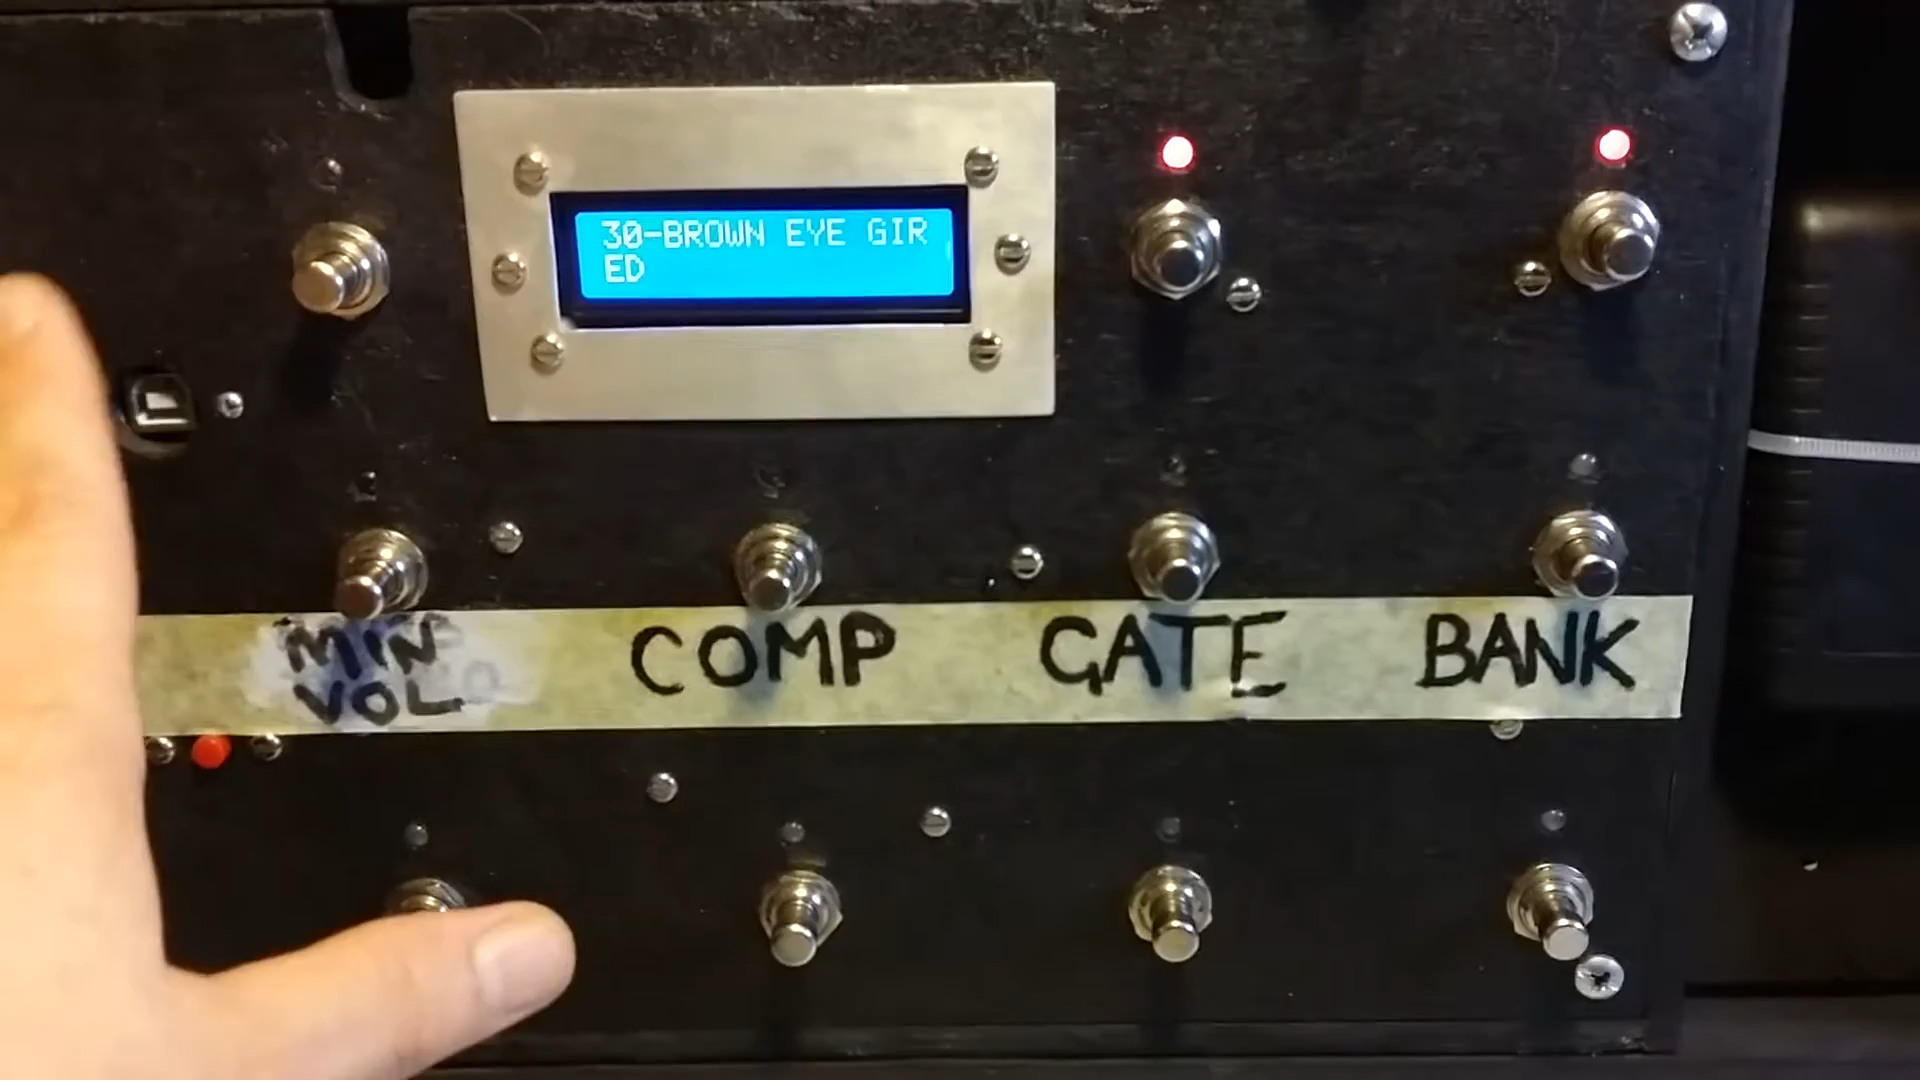 30-BROWN EYE GIR
ED
MIN
VOL
COMP
GATE
BANK